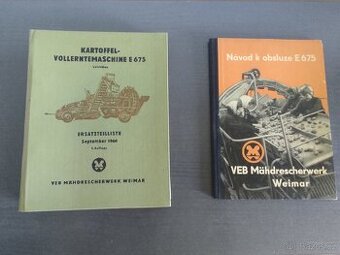 KARTOFFEL-
VOLLERNTEMASCHINE E 675
ERSATZTEILLISTE
September 1964
VEB MÄHDRESCHERWERK WEIMAR
Návod k obsluze E 675
VEB Mähdrescherwerk
Weimar